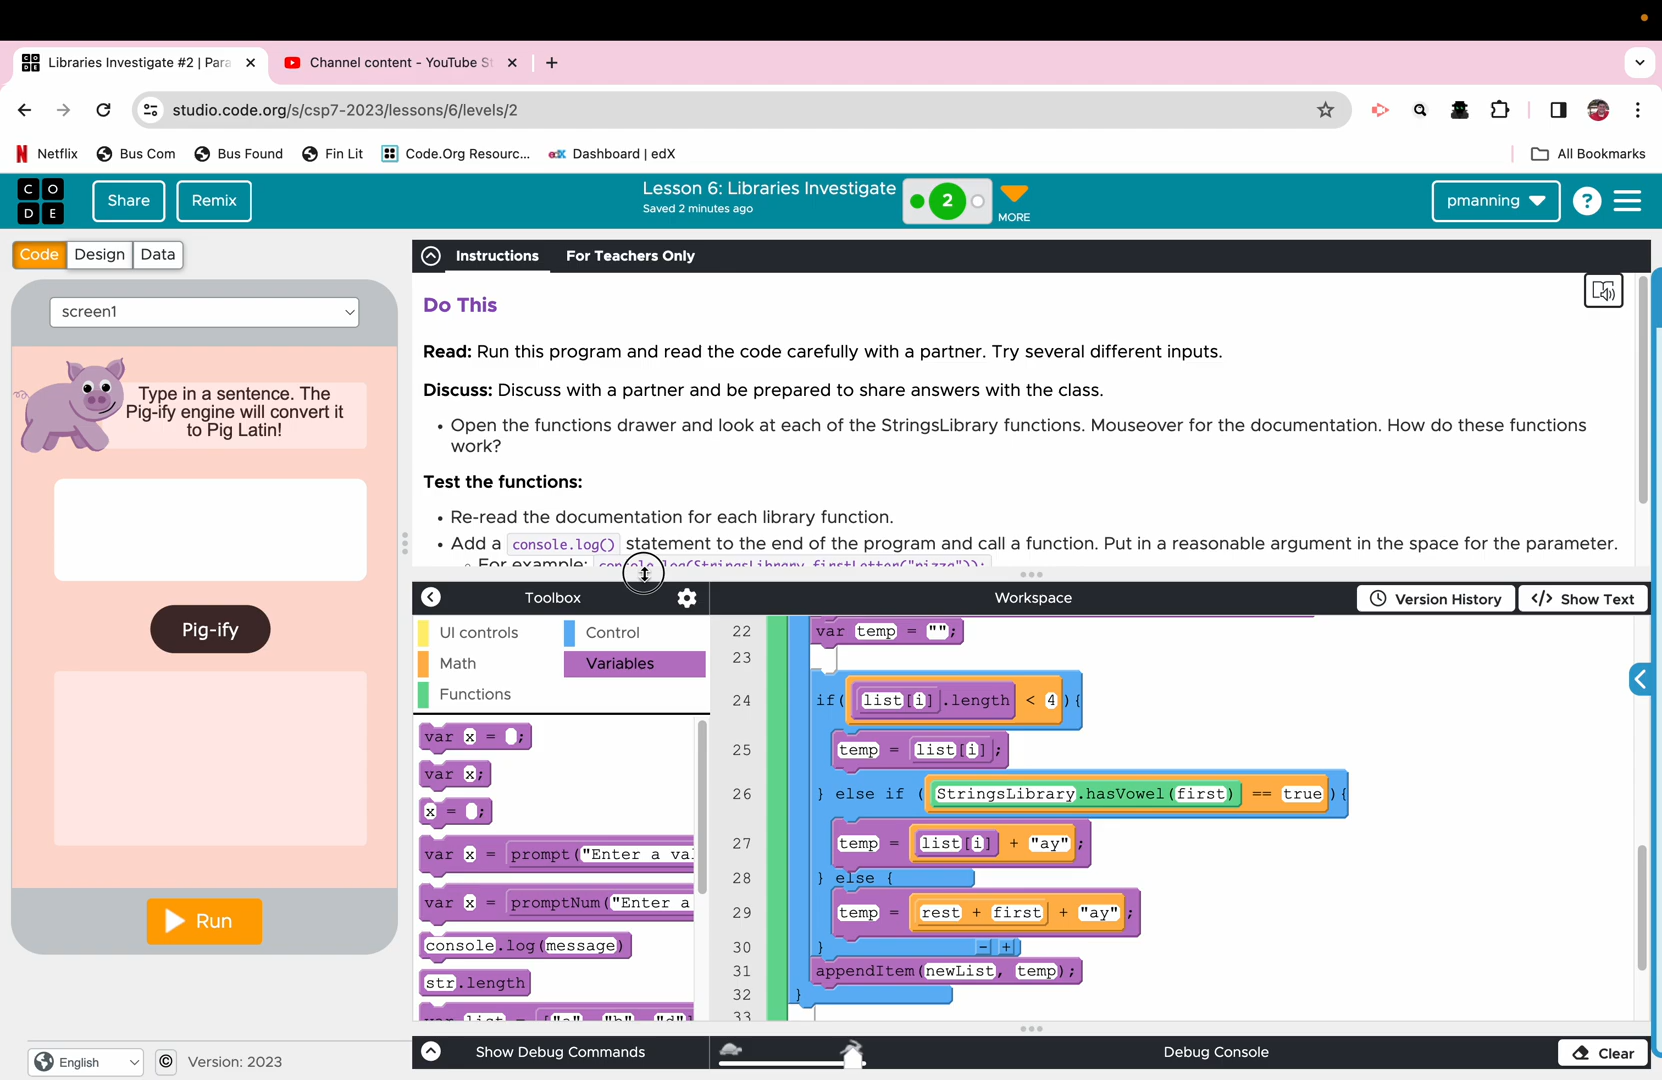 Libraries Investigate #2 | Para
Channel content - YouTube St
studio.code.org/s/csp7-2023/lessons/6/levels/2
Netflix
Bus Com
Bus Found
Fin Lit
Code.Org Resourc...
Dashboard | edX
All Bookmarks
C O
D E
Share
Remix
Lesson 6: Libraries Investigate
Saved 2 minutes ago
2
MORE
pmanning
?
Code
Design
Data
screen1
Type in a sentence. The
Pig-ify engine will convert it
to Pig Latin!
Pig-ify
Run
Instructions
For Teachers Only
Do This
Read: Run this program and read the code carefully with a partner. Try several different inputs.
Discuss: Discuss with a partner and be prepared to share answers with the class.
• Open the functions drawer and look at each of the StringsLibrary functions. Mouseover for the documentation. How do these functions
work?
Test the functions:
• Re-read the documentation for each library function.
• Add a console.log() statement to the end of the program and call a function. Put in a reasonable argument in the space for the parameter.
For example: console.log(StringsLibrary.firstLetter("pizza"));
Toolbox
Workspace
Version History
</> Show Text
UI controls
Control
Math
Variables
Functions
var x = ;
var x;
x = ;
var x = prompt("Enter a val
var x = promptNum("Enter a
console.log(message)
str.length
var list = ["a", "b", "d"]
22 var temp = "";
23
24 if(list[i].length < 4){
25 temp = list[i];
26 } else if (StringsLibrary.hasVowel(first) == true){
27 temp = list[i] + "ay";
28 } else {
29 temp = rest + first + "ay";
30 } - +
31 appendItem(newList, temp);
32 }
33
English
© Version: 2023
Show Debug Commands
Debug Console
Clear